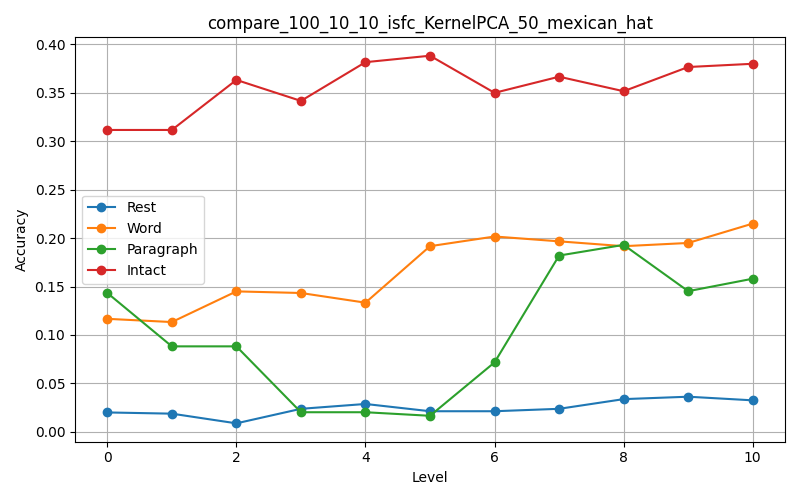 compare_100_10_10_isfc_KernelPCA_50_mexican_hat
0.40
0.35
0.30
0.25
0.20
0.15
0.10
0.05
0.00
Accuracy
Rest
Word
Paragraph
Intact
0 2 4 6 8 10
Level